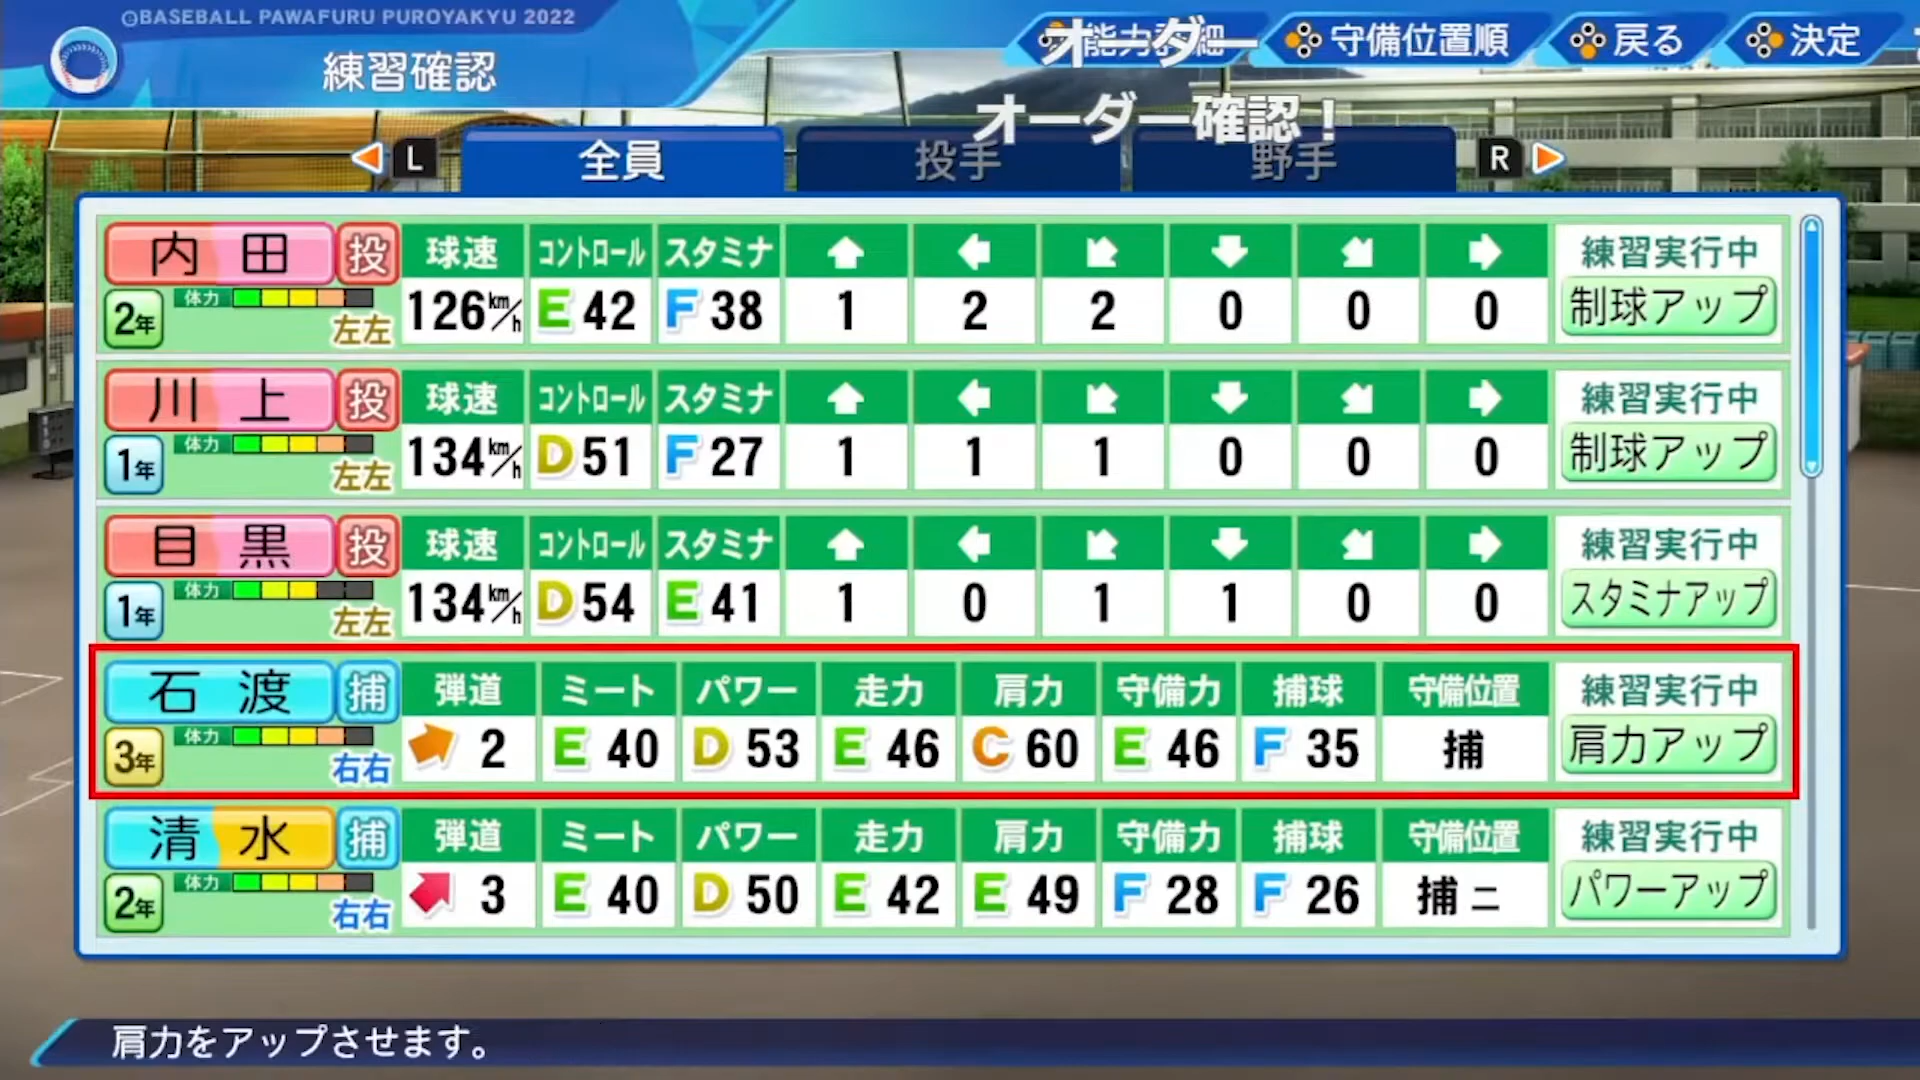 ©BASEBALL PAWAFURU PUROYAKYU 2022
練習確認
オーダー
守備位置順
戻る
決定
オーダー確認！
L
全員
投手
野手
R
内田 投 球速 コントロール スタミナ 練習実行中
2年 体力 左左 126km/h E 42 F 38 1 2 2 0 0 0 制球アップ
川上 投 球速 コントロール スタミナ 練習実行中
1年 体力 左左 134km/h D 51 F 27 1 1 1 0 0 0 制球アップ
目黒 投 球速 コントロール スタミナ 練習実行中
1年 体力 左左 134km/h D 54 E 41 1 0 1 1 0 0 スタミナアップ
石渡 捕 弾道 ミート パワー 走力 肩力 守備力 捕球 守備位置 練習実行中
3年 体力 右右 2 E 40 D 53 E 46 C 60 E 46 F 35 捕 肩力アップ
清水 捕 弾道 ミート パワー 走力 肩力 守備力 捕球 守備位置 練習実行中
2年 体力 右右 3 E 40 D 50 E 42 E 49 F 28 F 26 捕 二 パワーアップ
肩力をアップさせます。